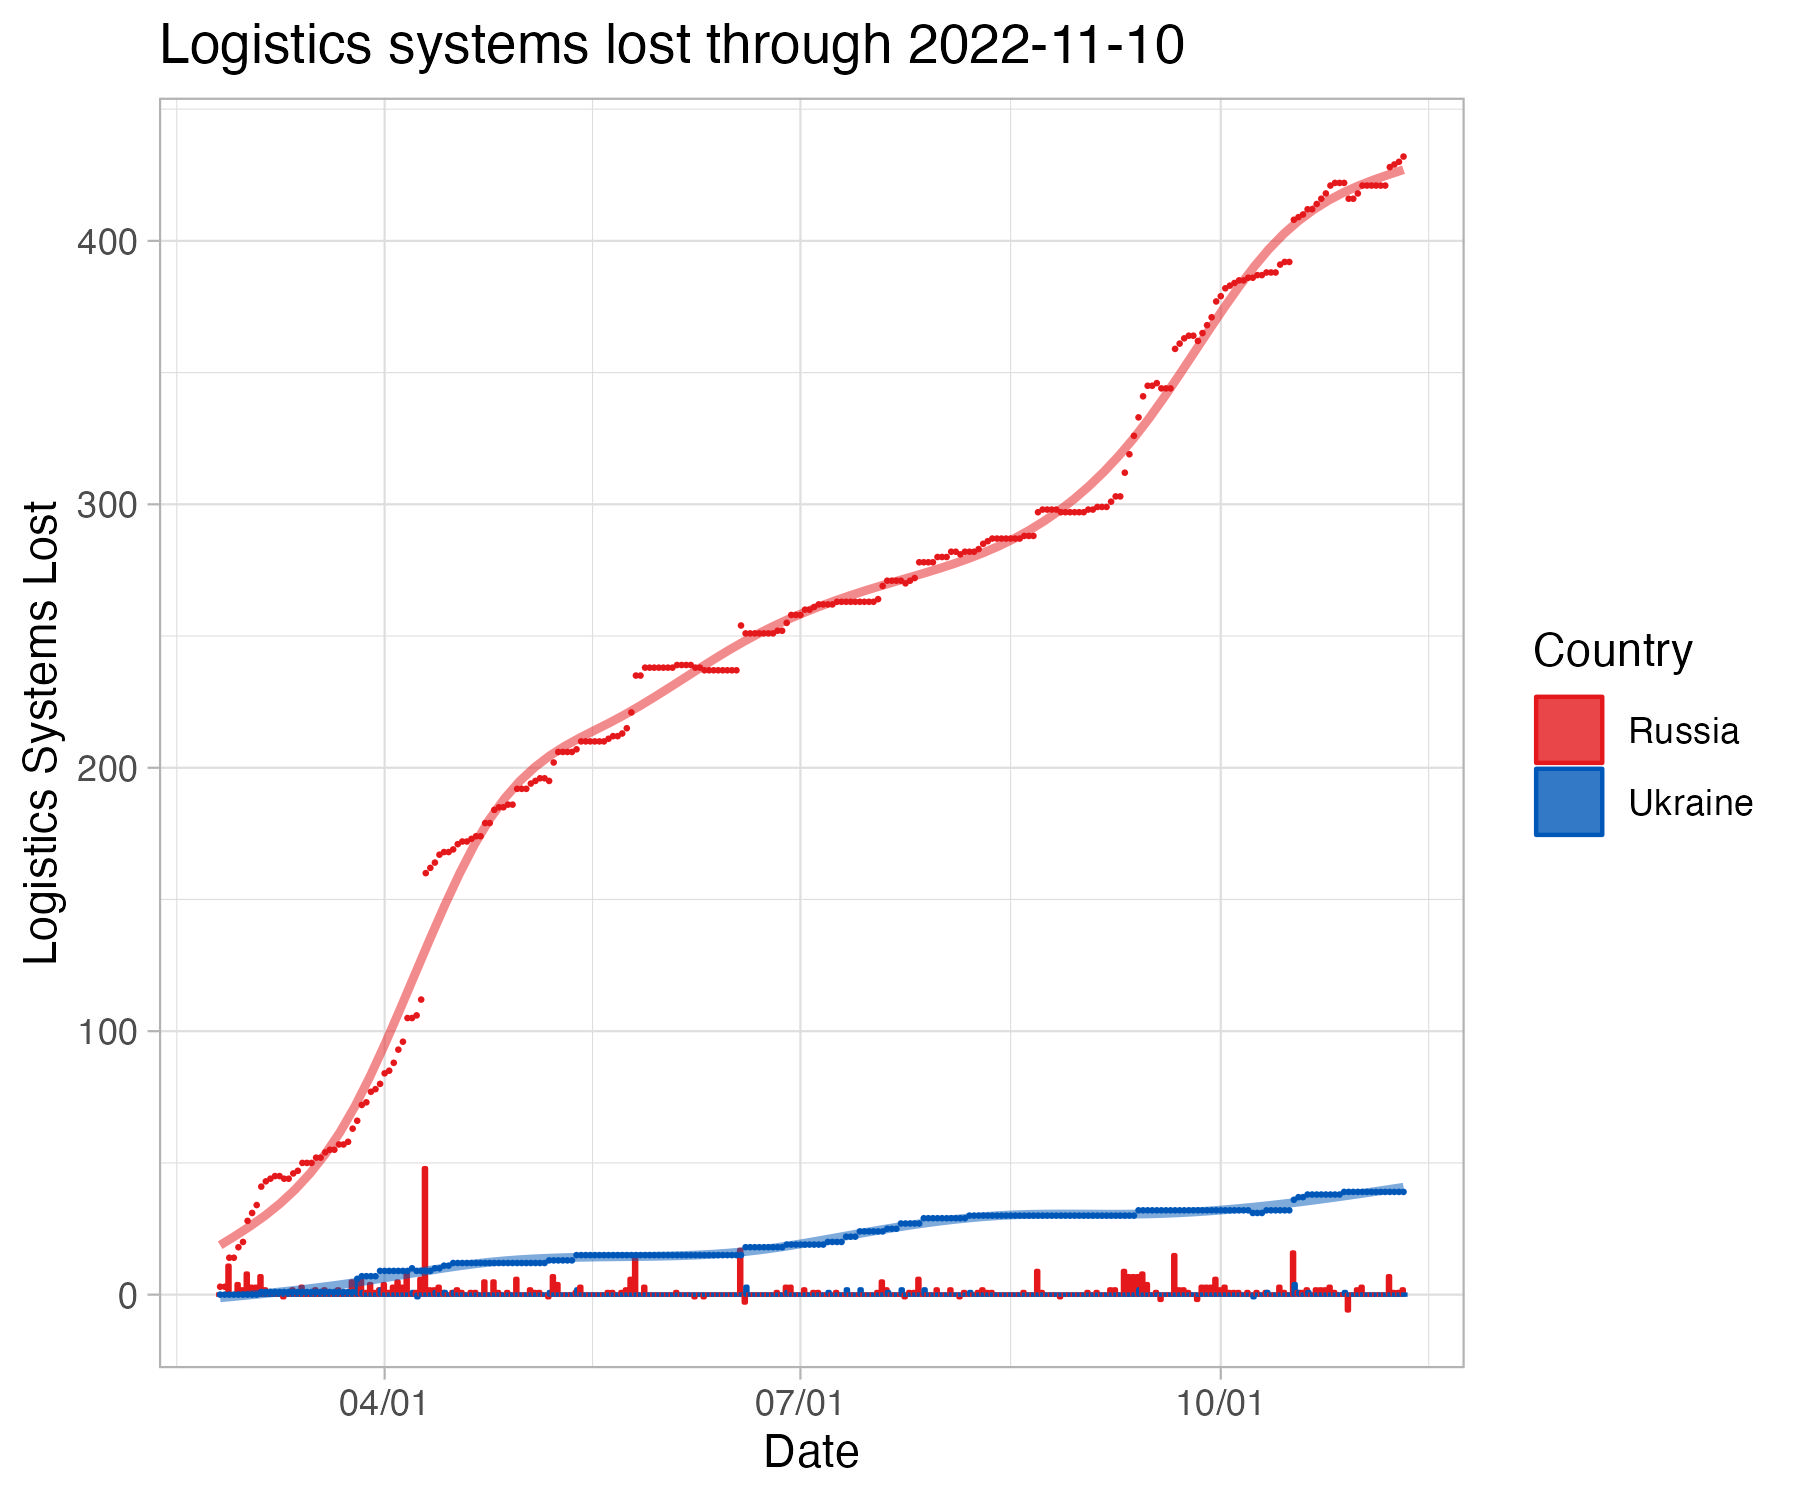 Logistics systems lost through 2022-11-10
Logistics Systems Lost
400
300
200
100
0
04/01
07/01
10/01
Date
Country
Russia
Ukraine